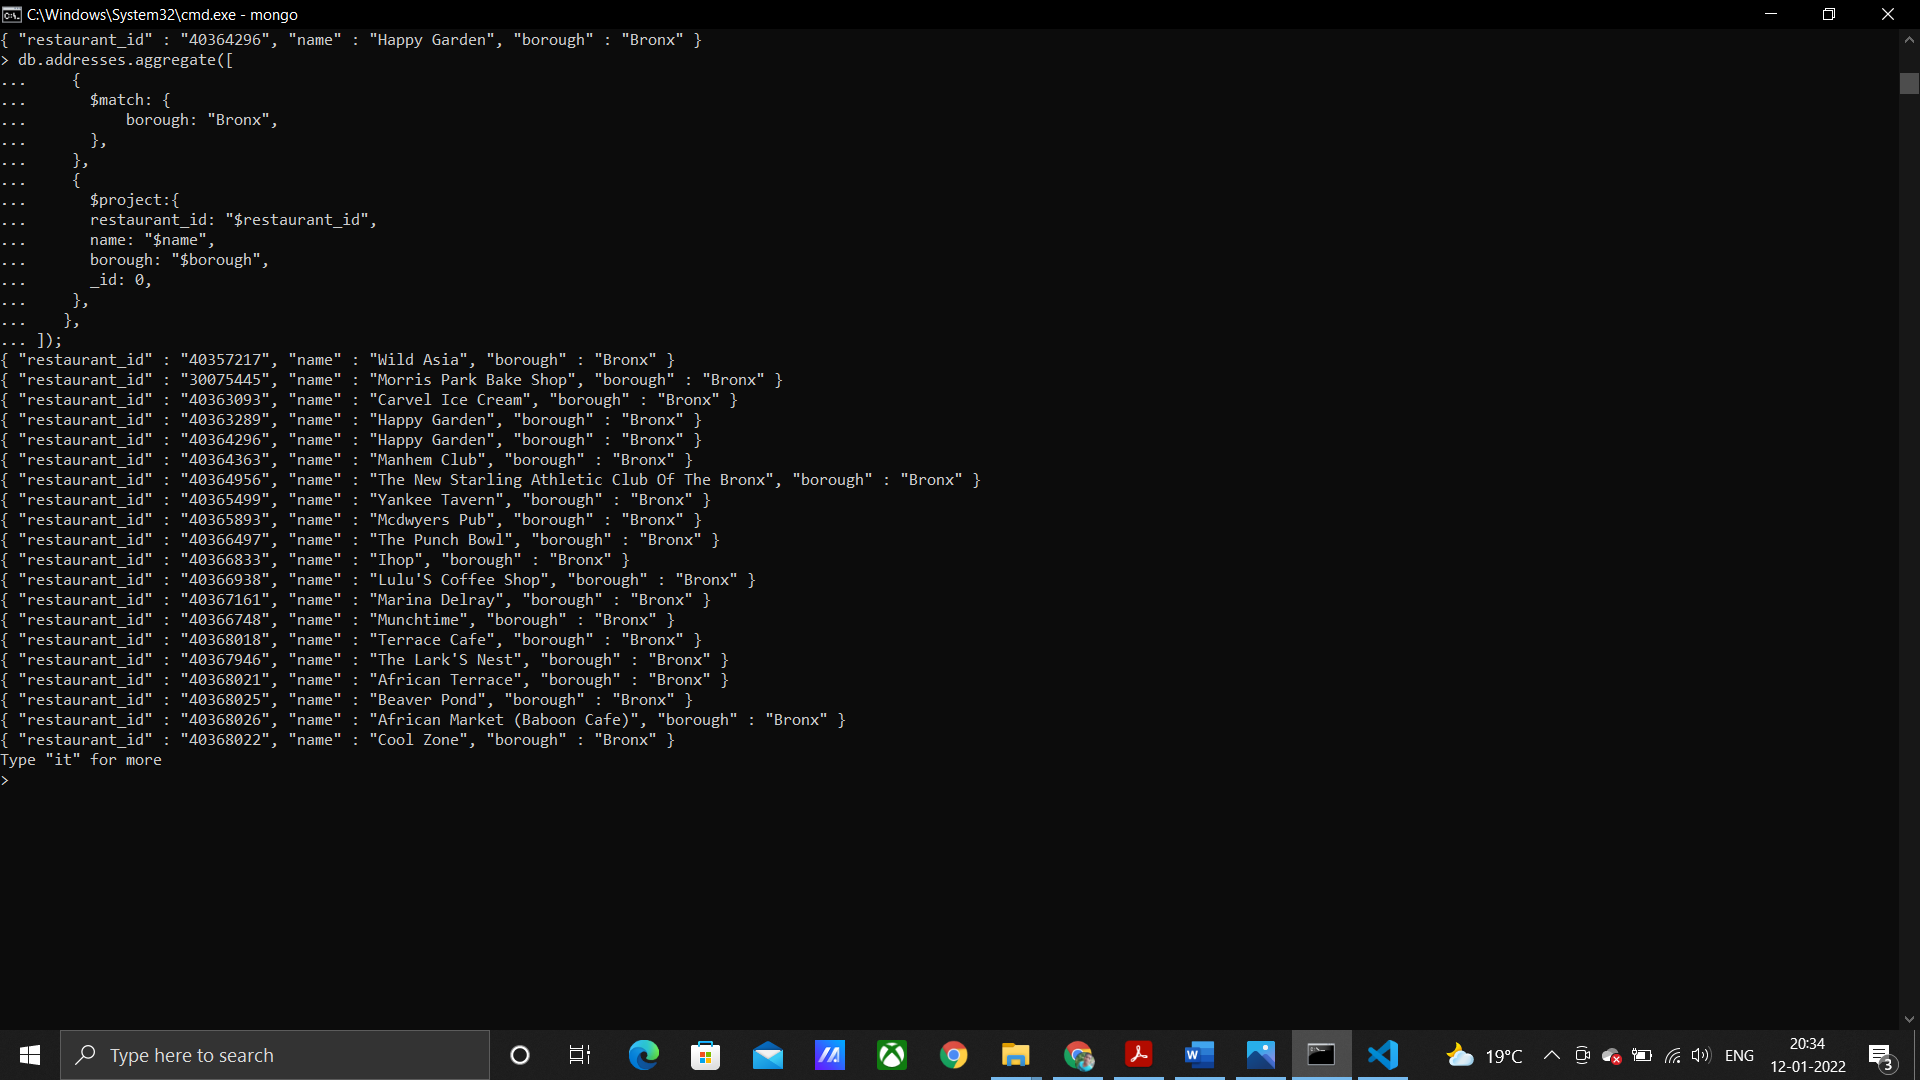 C:\Windows\System32\cmd.exe - mongo
{ "restaurant_id" : "40364296", "name" : "Happy Garden", "borough" : "Bronx" }
> db.addresses.aggregate([
...     {
...       $match: {
...           borough: "Bronx",
...       },
...     },
...     {
...       $project:{
...       restaurant_id: "$restaurant_id",
...       name: "$name",
...       borough: "$borough",
...       _id: 0,
...     },
...    },
... ]);
{ "restaurant_id" : "40357217", "name" : "Wild Asia", "borough" : "Bronx" }
{ "restaurant_id" : "30075445", "name" : "Morris Park Bake Shop", "borough" : "Bronx" }
{ "restaurant_id" : "40363093", "name" : "Carvel Ice Cream", "borough" : "Bronx" }
{ "restaurant_id" : "40363289", "name" : "Happy Garden", "borough" : "Bronx" }
{ "restaurant_id" : "40364296", "name" : "Happy Garden", "borough" : "Bronx" }
{ "restaurant_id" : "40364363", "name" : "Manhem Club", "borough" : "Bronx" }
{ "restaurant_id" : "40364956", "name" : "The New Starling Athletic Club Of The Bronx", "borough" : "Bronx" }
{ "restaurant_id" : "40365499", "name" : "Yankee Tavern", "borough" : "Bronx" }
{ "restaurant_id" : "40365893", "name" : "Mcdwyers Pub", "borough" : "Bronx" }
{ "restaurant_id" : "40366497", "name" : "The Punch Bowl", "borough" : "Bronx" }
{ "restaurant_id" : "40366833", "name" : "Ihop", "borough" : "Bronx" }
{ "restaurant_id" : "40366938", "name" : "Lulu'S Coffee Shop", "borough" : "Bronx" }
{ "restaurant_id" : "40367161", "name" : "Marina Delray", "borough" : "Bronx" }
{ "restaurant_id" : "40366748", "name" : "Munchtime", "borough" : "Bronx" }
{ "restaurant_id" : "40368018", "name" : "Terrace Cafe", "borough" : "Bronx" }
{ "restaurant_id" : "40367946", "name" : "The Lark'S Nest", "borough" : "Bronx" }
{ "restaurant_id" : "40368021", "name" : "African Terrace", "borough" : "Bronx" }
{ "restaurant_id" : "40368025", "name" : "Beaver Pond", "borough" : "Bronx" }
{ "restaurant_id" : "40368026", "name" : "African Market (Baboon Cafe)", "borough" : "Bronx" }
{ "restaurant_id" : "40368022", "name" : "Cool Zone", "borough" : "Bronx" }
Type "it" for more
>
Type here to search
19°C
ENG
20:34
12-01-2022
3